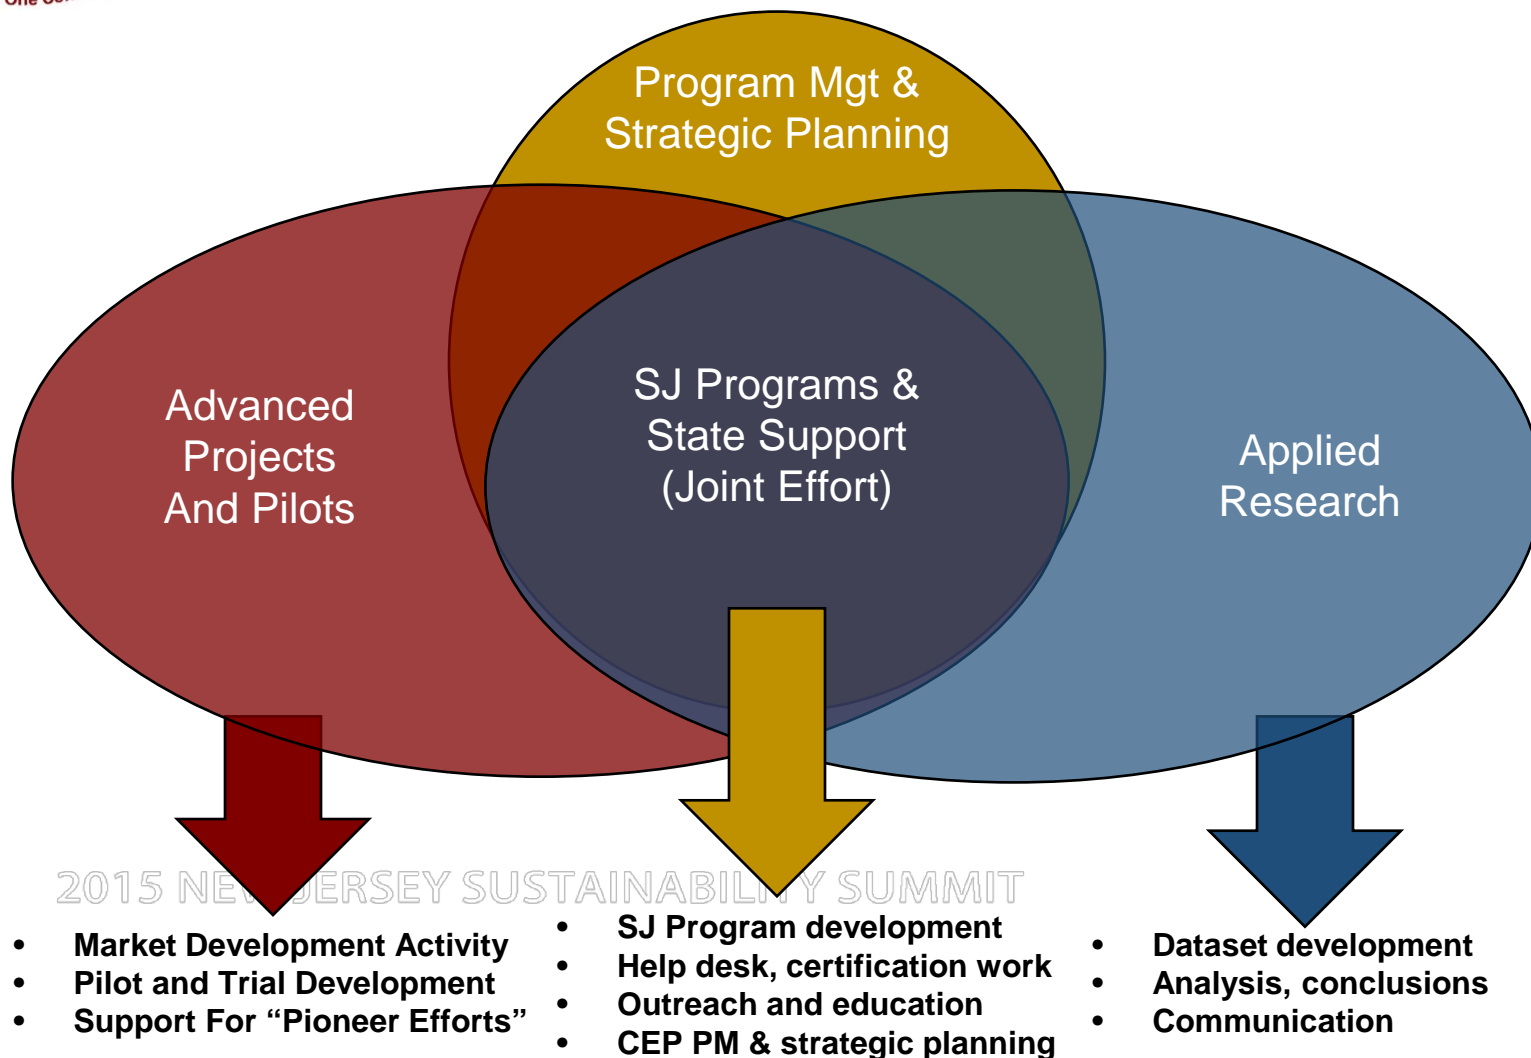 One
Program Mgt &
Strategic Planning
Advanced
Projects
And Pilots
SJ Programs &
State Support
(Joint Effort)
Applied
Research
2015 NEW JERSEY SUSTAINABILITY SUMMIT
• Market Development Activity
• Pilot and Trial Development
• Support For “Pioneer Efforts”
• SJ Program development
• Help desk, certification work
• Outreach and education
• CEP PM & strategic planning
• Dataset development
• Analysis, conclusions
• Communication